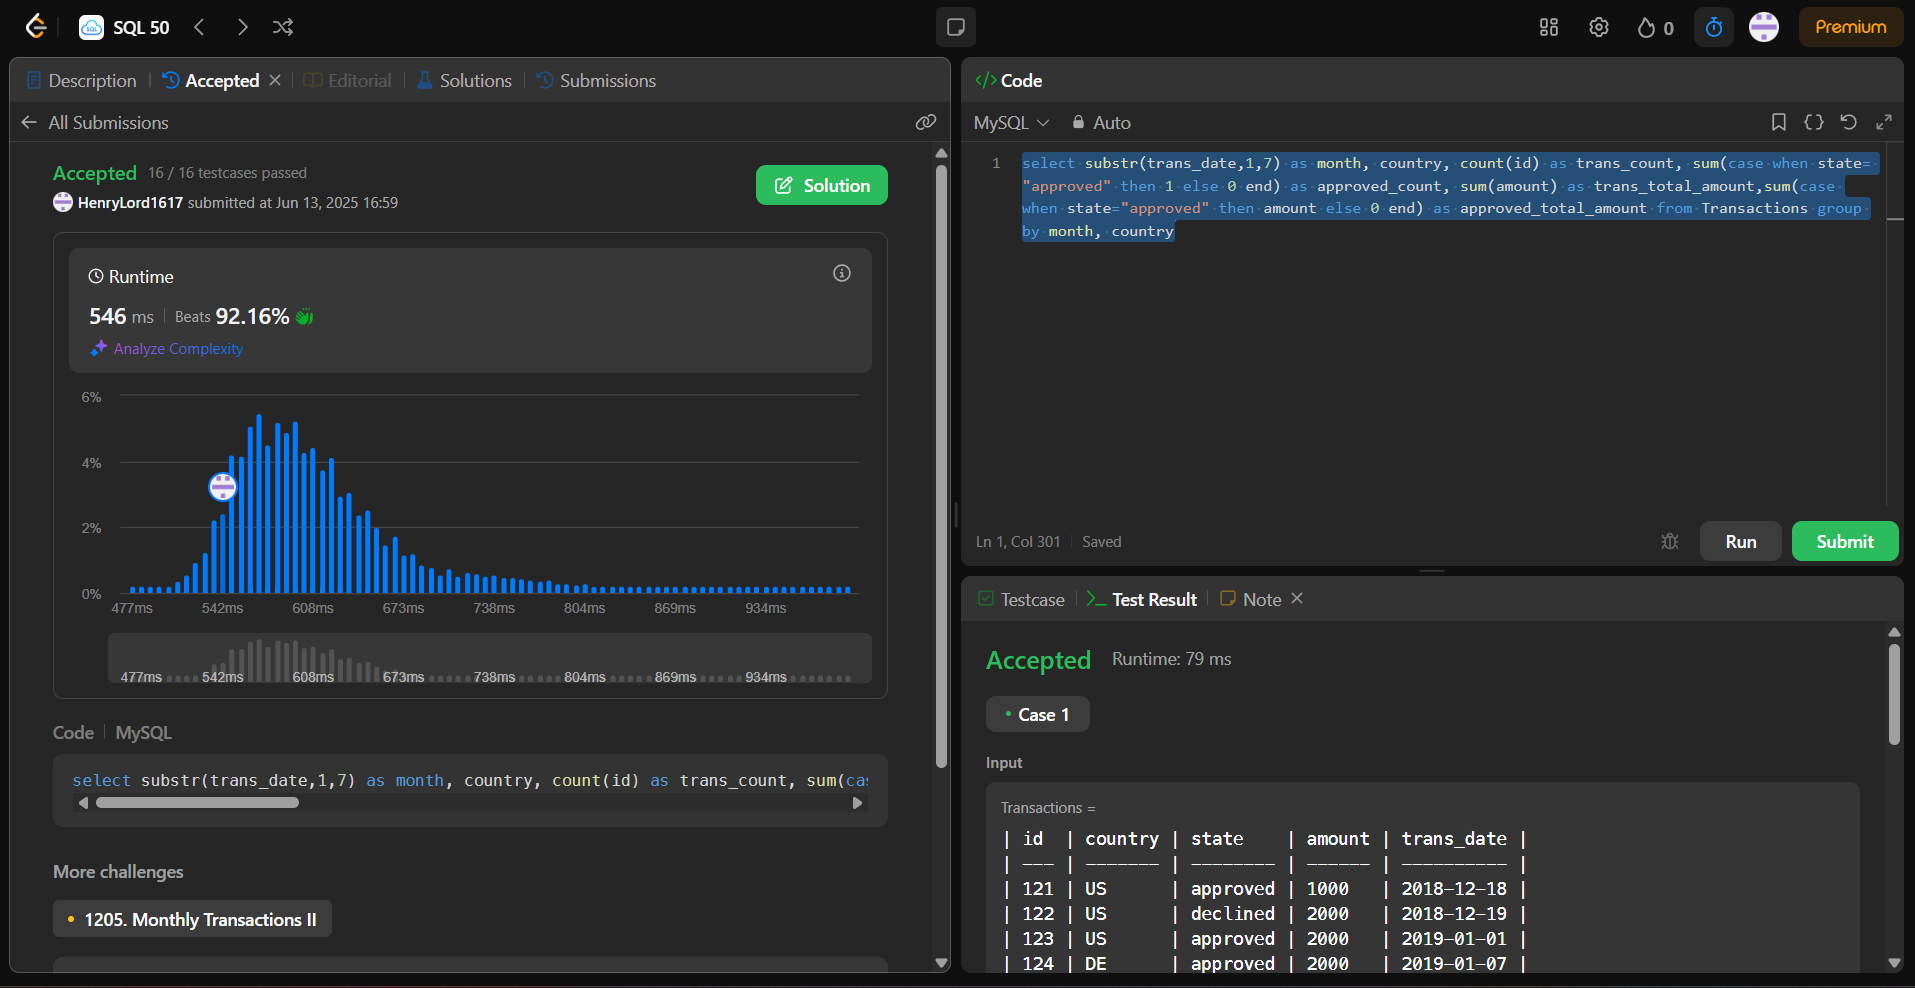 SQL 50
0
Premium
Description
Accepted
Editorial
Solutions
Submissions
All Submissions
Accepted 16 / 16 testcases passed
HenryLord1617 submitted at Jun 13, 2025 16:59
Solution
Runtime
546 ms Beats 92.16%
Analyze Complexity
6%
4%
2%
0%
477ms 542ms 608ms 673ms 738ms 804ms 869ms 934ms
477ms 542ms 608ms 673ms 738ms 804ms 869ms 934ms
Code MySQL
select substr(trans_date,1,7) as month, country, count(id) as trans_count, sum(cas
More challenges
1205. Monthly Transactions II
</> Code
MySQL Auto
1 select substr(trans_date,1,7) as month, country, count(id) as trans_count, sum(case when state=
"approved" then 1 else 0 end) as approved_count, sum(amount) as trans_total_amount,sum(case
when state="approved" then amount else 0 end) as approved_total_amount from Transactions group
by month, country
Ln 1, Col 301 Saved
Run
Submit
Testcase
Test Result
Note
Accepted Runtime: 79 ms
Case 1
Input
Transactions =
| id | country | state | amount | trans_date |
| --- | ------- | -------- | ------ | ---------- |
| 121 | US | approved | 1000 | 2018-12-18 |
| 122 | US | declined | 2000 | 2018-12-19 |
| 123 | US | approved | 2000 | 2019-01-01 |
| 124 | DE | approved | 2000 | 2019-01-07 |